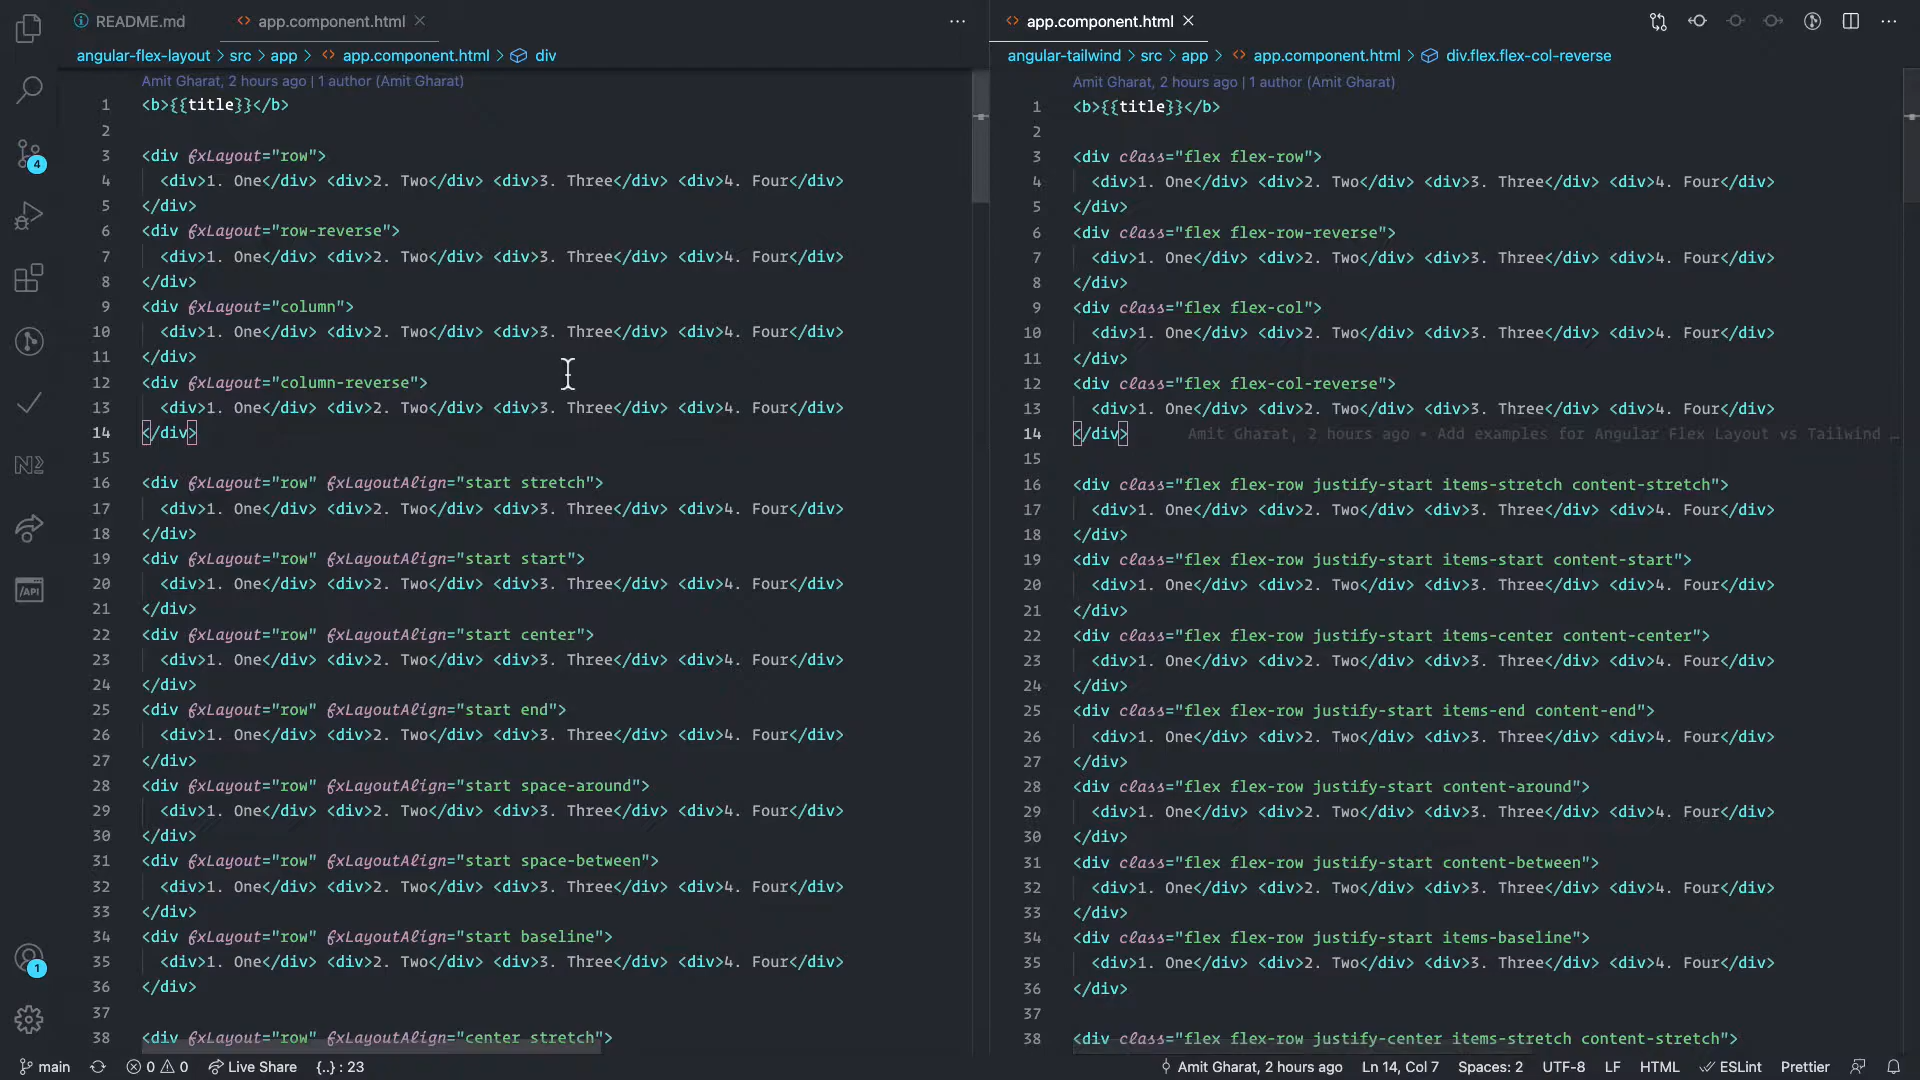 README.md
app.component.html
angular-flex-layout > src > app > app.component.html > div
Amit Gharat, 2 hours ago | 1 author (Amit Gharat)
1 <b>{{title}}</b>
2
3 <div fxLayout="row">
4 <div>1. One</div> <div>2. Two</div> <div>3. Three</div> <div>4. Four</div>
5 </div>
6 <div fxLayout="row-reverse">
7 <div>1. One</div> <div>2. Two</div> <div>3. Three</div> <div>4. Four</div>
8 </div>
9 <div fxLayout="column">
10 <div>1. One</div> <div>2. Two</div> <div>3. Three</div> <div>4. Four</div>
11 </div>
12 <div fxLayout="column-reverse">
13 <div>1. One</div> <div>2. Two</div> <div>3. Three</div> <div>4. Four</div>
14 </div>
15
16 <div fxLayout="row" fxLayoutAlign="start stretch">
17 <div>1. One</div> <div>2. Two</div> <div>3. Three</div> <div>4. Four</div>
18 </div>
19 <div fxLayout="row" fxLayoutAlign="start start">
20 <div>1. One</div> <div>2. Two</div> <div>3. Three</div> <div>4. Four</div>
21 </div>
22 <div fxLayout="row" fxLayoutAlign="start center">
23 <div>1. One</div> <div>2. Two</div> <div>3. Three</div> <div>4. Four</div>
24 </div>
25 <div fxLayout="row" fxLayoutAlign="start end">
26 <div>1. One</div> <div>2. Two</div> <div>3. Three</div> <div>4. Four</div>
27 </div>
28 <div fxLayout="row" fxLayoutAlign="start space-around">
29 <div>1. One</div> <div>2. Two</div> <div>3. Three</div> <div>4. Four</div>
30 </div>
31 <div fxLayout="row" fxLayoutAlign="start space-between">
32 <div>1. One</div> <div>2. Two</div> <div>3. Three</div> <div>4. Four</div>
33 </div>
34 <div fxLayout="row" fxLayoutAlign="start baseline">
35 <div>1. One</div> <div>2. Two</div> <div>3. Three</div> <div>4. Four</div>
36 </div>
37
38 <div fxLayout="row" fxLayoutAlign="center stretch">
app.component.html
angular-tailwind > src > app > app.component.html > div.flex.flex-col-reverse
Amit Gharat, 2 hours ago | 1 author (Amit Gharat)
1 <b>{{title}}</b>
2
3 <div class="flex flex-row">
4 <div>1. One</div> <div>2. Two</div> <div>3. Three</div> <div>4. Four</div>
5 </div>
6 <div class="flex flex-row-reverse">
7 <div>1. One</div> <div>2. Two</div> <div>3. Three</div> <div>4. Four</div>
8 </div>
9 <div class="flex flex-col">
10 <div>1. One</div> <div>2. Two</div> <div>3. Three</div> <div>4. Four</div>
11 </div>
12 <div class="flex flex-col-reverse">
13 <div>1. One</div> <div>2. Two</div> <div>3. Three</div> <div>4. Four</div>
14 </div> Amit Gharat, 2 hours ago • Add examples for Angular Flex Layout vs Tailwind …
15
16 <div class="flex flex-row justify-start items-stretch content-stretch">
17 <div>1. One</div> <div>2. Two</div> <div>3. Three</div> <div>4. Four</div>
18 </div>
19 <div class="flex flex-row justify-start items-start content-start">
20 <div>1. One</div> <div>2. Two</div> <div>3. Three</div> <div>4. Four</div>
21 </div>
22 <div class="flex flex-row justify-start items-center content-center">
23 <div>1. One</div> <div>2. Two</div> <div>3. Three</div> <div>4. Four</div>
24 </div>
25 <div class="flex flex-row justify-start items-end content-end">
26 <div>1. One</div> <div>2. Two</div> <div>3. Three</div> <div>4. Four</div>
27 </div>
28 <div class="flex flex-row justify-start content-around">
29 <div>1. One</div> <div>2. Two</div> <div>3. Three</div> <div>4. Four</div>
30 </div>
31 <div class="flex flex-row justify-start content-between">
32 <div>1. One</div> <div>2. Two</div> <div>3. Three</div> <div>4. Four</div>
33 </div>
34 <div class="flex flex-row justify-start items-baseline">
35 <div>1. One</div> <div>2. Two</div> <div>3. Three</div> <div>4. Four</div>
36 </div>
37
38 <div class="flex flex-row justify-center items-stretch content-stretch">
4
/API
1
main 0 0 Live Share {..} : 23 Amit Gharat, 2 hours ago Ln 14, Col 7 Spaces: 2 UTF-8 LF HTML ESLint Prettier